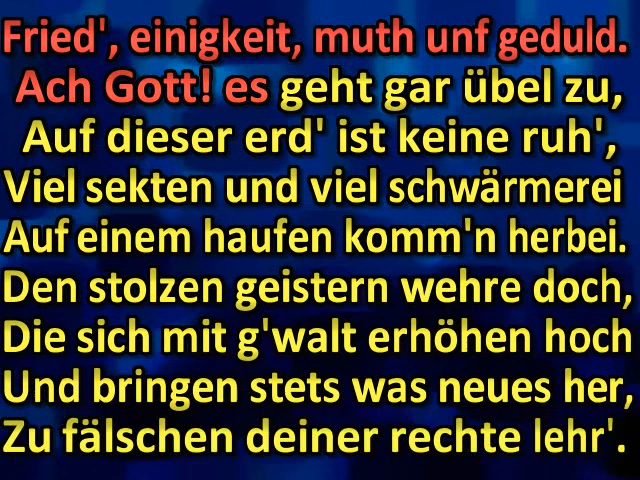 Fried', einigkeit, muth unf geduld.
Ach Gott! es geht gar übel zu,
Auf dieser erd' ist keine ruh',
Viel sekten und viel schwärmerei
Auf einem haufen komm'n herbei.
Den stolzen geistern wehre doch,
Die sich mit g'walt erhöhen hoch
Und bringen stets was neues her,
Zu fälschen deiner rechte lehr'.